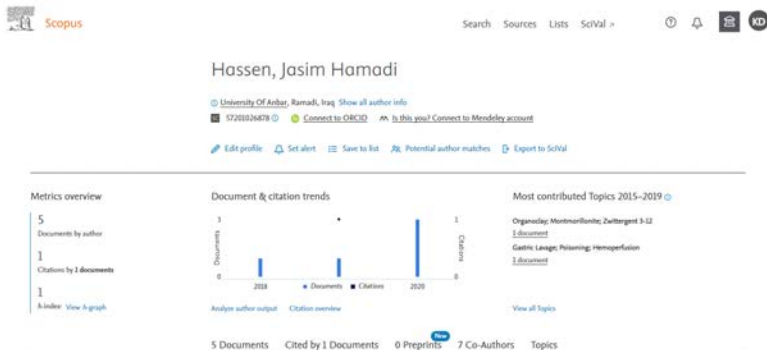 Scopus
Search Sources Lists SciVal
KD
Hassen, Jasim Hamadi
University Of Anbar, Ramadi, Iraq Show all author info
57201026878 Connect to ORCID Is this you? Connect to Mendeley account
Edit profile Set alert Save to list Potential author matches Export to SciVal
Metrics overview
5
Documents by author
1
Citations by 1 documents
1
h-index: View h-graph
Document & citation trends
3
1
Documents
Citations
0
0
2018 2020
Documents Citations
Analyze author output Citation overview
Most contributed Topics 2015–2019
Organoclay; Montmorillonite; Zwittergent 3-12
1 document
Gastric Lavage; Poisoning; Hemoperfusion
1 document
View all Topics
New
5 Documents Cited by 1 Documents 0 Preprints 7 Co-Authors Topics